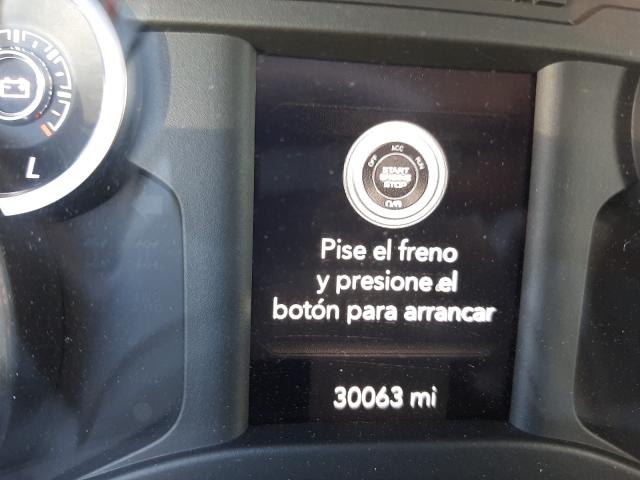 OFF ACC RUN
START
ENGINE
STOP
Pise el freno
y presione el
botón para arrancar
30063 mi
L